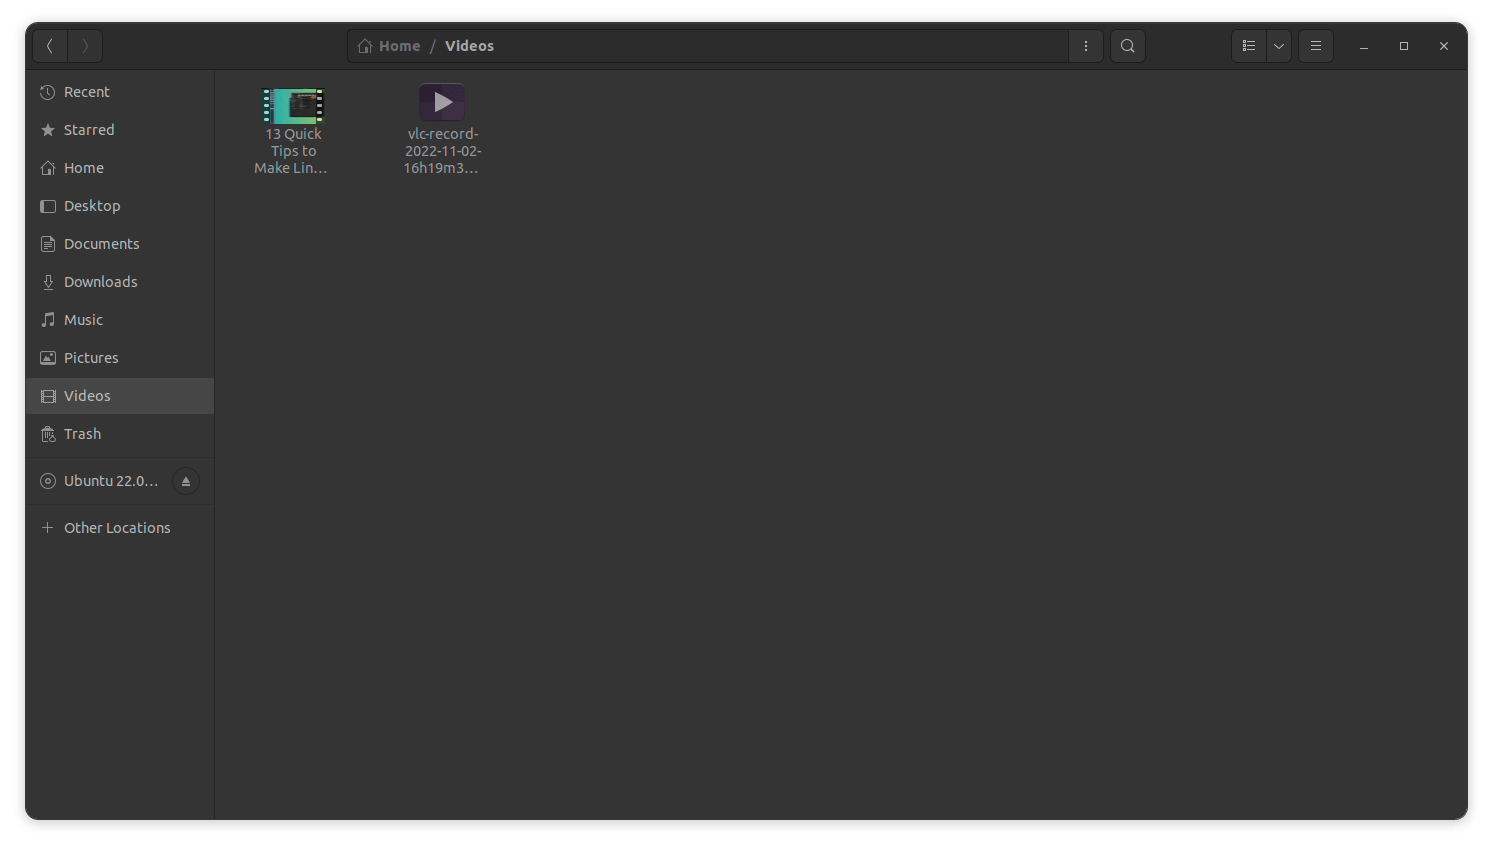 Home / Videos
Recent
Starred
Home
Desktop
Documents
Downloads
Music
Pictures
Videos
Trash
Ubuntu 22.0...
Other Locations
13 Quick
Tips to
Make Lin...
vlc-record-
2022-11-02-
16h19m3...